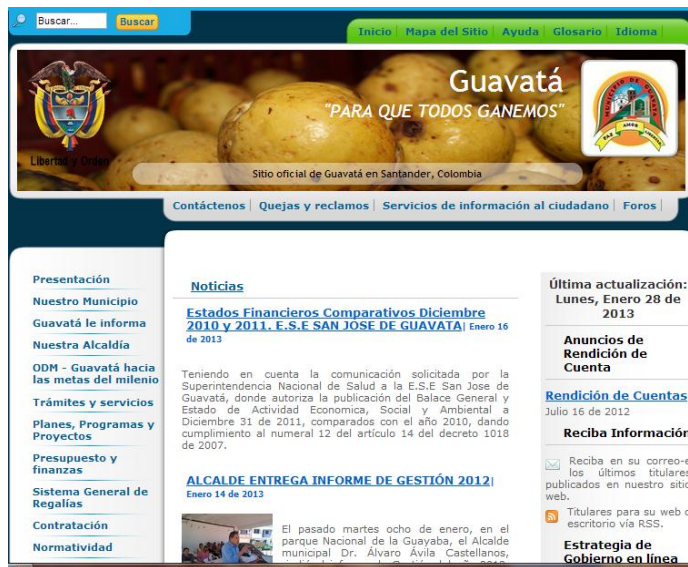 Buscar...
Buscar
Inicio
Mapa del Sitio
Ayuda
Glosario
Idioma
Guavatá
"PARA QUE TODOS GANEMOS"
Libertad y Orden
MUNICIPIO DE GUAVATÁ
PAZ AMOR
Sitio oficial de Guavatá en Santander, Colombia
Contáctenos
Quejas y reclamos
Servicios de información al ciudadano
Foros
Presentación
Nuestro Municipio
Guavatá le informa
Nuestra Alcaldía
ODM - Guavatá hacia
las metas del milenio
Trámites y servicios
Planes, Programas y
Proyectos
Presupuesto y
finanzas
Sistema General de
Regalías
Contratación
Normatividad
Noticias
Estados Financieros Comparativos Diciembre
2010 y 2011. E.S.E SAN JOSE DE GUAVATA| Enero 16
de 2013
Teniendo en cuenta la comunicación solicitada por la
Superintendencia Nacional de Salud a la E.S.E San Jose de
Guavatá, donde autoriza la publicación del Balace General y
Estado de Actividad Economica, Social y Ambiental a
Diciembre 31 de 2011, comparados con el año 2010, dando
cumplimiento al numeral 12 del artículo 14 del decreto 1018
de 2007.
ALCALDE ENTREGA INFORME DE GESTIÓN 2012|
Enero 14 de 2013
El pasado martes ocho de enero, en el
parque Nacional de la Guayaba, el Alcalde
municipal Dr. Álvaro Ávila Castellanos,
Última actualización:
Lunes, Enero 28 de
2013
Anuncios de
Rendición de
Cuenta
Rendición de Cuentas
Julio 16 de 2012
Reciba Información
Reciba en su correo-e
los últimos titulares
publicados en nuestro sitio
web.
Titulares para su web o
escritorio vía RSS.
Estrategia de
Gobierno en línea